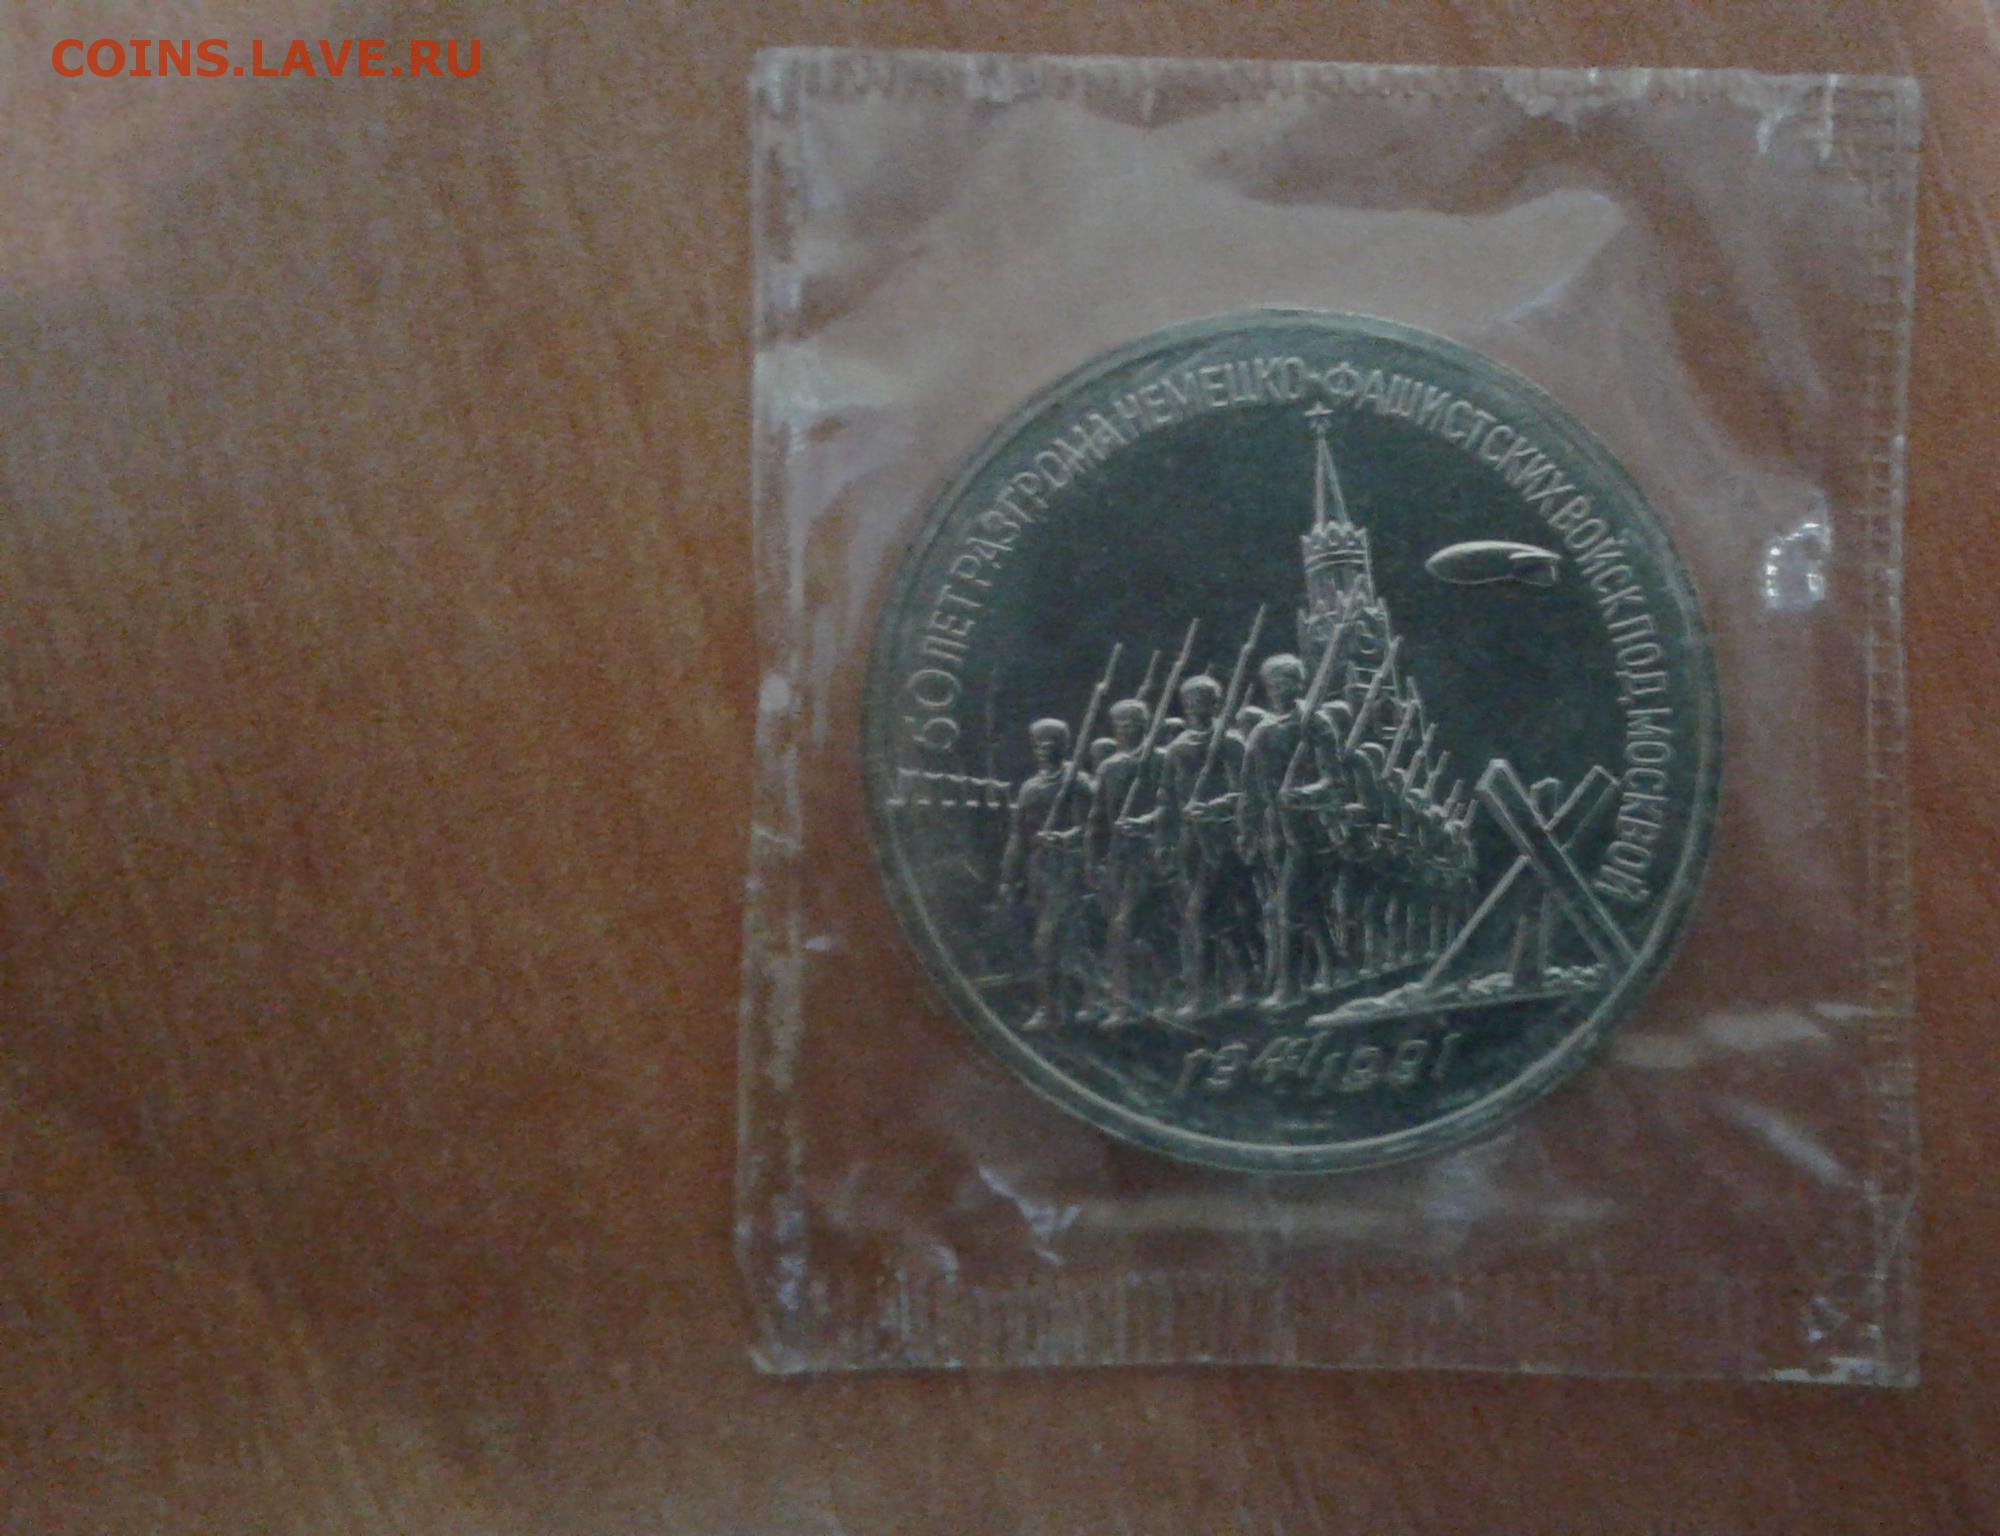 COINS.LAVE.RU
50 ЛЕТ РАЗГРОМА НЕМЕЦКО-ФАШИСТСКИХ ВОЙСК ПОД МОСКВОЙ
1941/1991